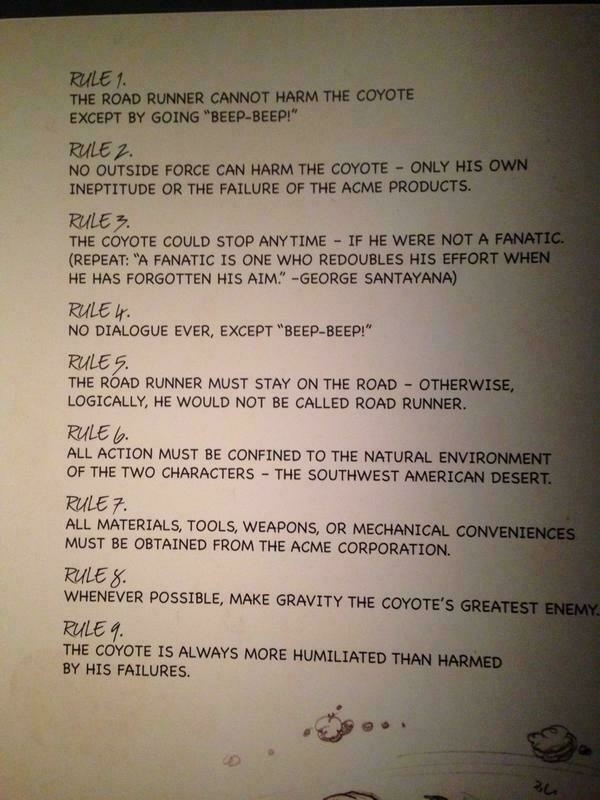 RULE 1.
THE ROAD RUNNER CANNOT HARM THE COYOTE
EXCEPT BY GOING “BEEP-BEEP!”
RULE 2.
NO OUTSIDE FORCE CAN HARM THE COYOTE – ONLY HIS OWN
INEPTITUDE OR THE FAILURE OF THE ACME PRODUCTS.
RULE 3.
THE COYOTE COULD STOP ANYTIME – IF HE WERE NOT A FANATIC.
(REPEAT: “A FANATIC IS ONE WHO REDOUBLES HIS EFFORT WHEN
HE HAS FORGOTTEN HIS AIM.” –GEORGE SANTAYANA)
RULE 4.
NO DIALOGUE EVER, EXCEPT “BEEP-BEEP!”
RULE 5.
THE ROAD RUNNER MUST STAY ON THE ROAD – OTHERWISE,
LOGICALLY, HE WOULD NOT BE CALLED ROAD RUNNER.
RULE 6.
ALL ACTION MUST BE CONFINED TO THE NATURAL ENVIRONMENT
OF THE TWO CHARACTERS – THE SOUTHWEST AMERICAN DESERT.
RULE 7.
ALL MATERIALS, TOOLS, WEAPONS, OR MECHANICAL CONVENIENCES
MUST BE OBTAINED FROM THE ACME CORPORATION.
RULE 8.
WHENEVER POSSIBLE, MAKE GRAVITY THE COYOTE’S GREATEST ENEMY.
RULE 9.
THE COYOTE IS ALWAYS MORE HUMILIATED THAN HARMED
BY HIS FAILURES.